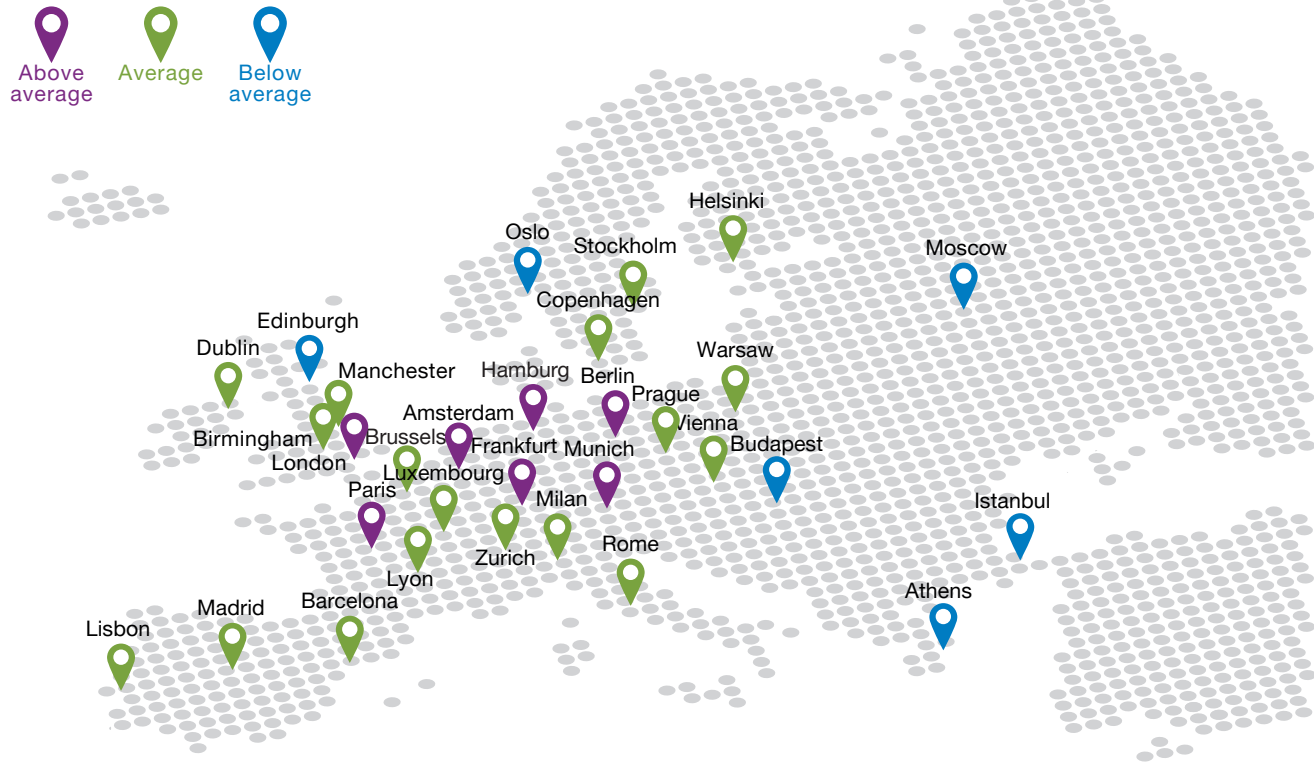 Above
average
Average
Below
average
Helsinki
Oslo
Stockholm
Moscow
Copenhagen
Edinburgh
Dublin
Warsaw
Manchester
Hamburg
Berlin
Prague
Amsterdam
Vienna
Birmingham
Brussels
Budapest
London
Frankfurt
Munich
Luxembourg
Paris
Milan
Istanbul
Rome
Zurich
Lyon
Athens
Barcelona
Madrid
Lisbon